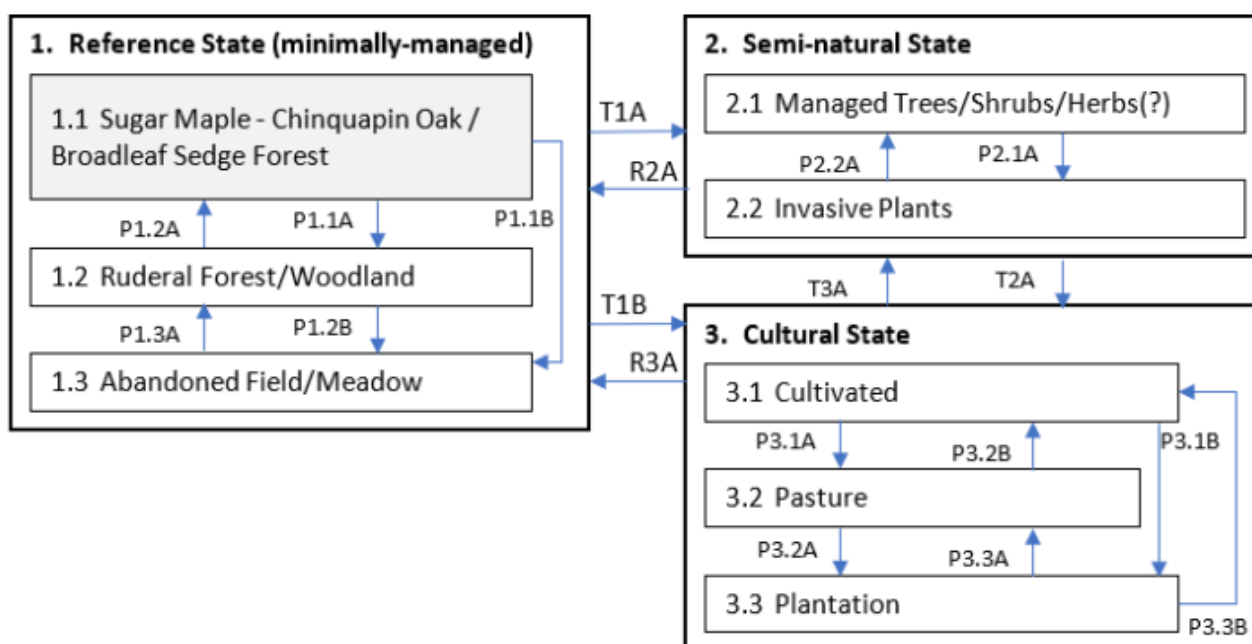 1. Reference State (minimally-managed)
1.1 Sugar Maple - Chinquapin Oak /
Broadleaf Sedge Forest
P1.2A
P1.1A
P1.1B
1.2 Ruderal Forest/Woodland
P1.3A
P1.2B
1.3 Abandoned Field/Meadow
T1A
R2A
T1B
R3A
2. Semi-natural State
2.1 Managed Trees/Shrubs/Herbs(?)
P2.2A
P2.1A
2.2 Invasive Plants
T3A
T2A
3. Cultural State
3.1 Cultivated
P3.1A
P3.2B
P3.1B
3.2 Pasture
P3.2A
P3.3A
3.3 Plantation
P3.3B